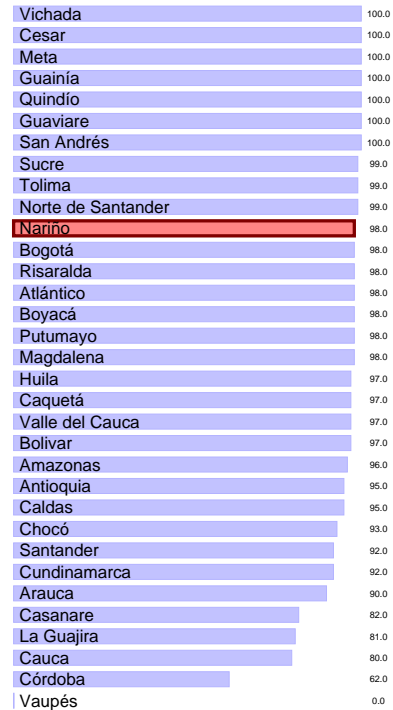 Vichada 100.0
Cesar 100.0
Meta 100.0
Guainía 100.0
Quindío 100.0
Guaviare 100.0
San Andrés 100.0
Sucre 99.0
Tolima 99.0
Norte de Santander 99.0
Nariño 98.0
Bogotá 98.0
Risaralda 98.0
Atlántico 98.0
Boyacá 98.0
Putumayo 98.0
Magdalena 98.0
Huila 97.0
Caquetá 97.0
Valle del Cauca 97.0
Bolivar 97.0
Amazonas 96.0
Antioquia 95.0
Caldas 95.0
Chocó 93.0
Santander 92.0
Cundinamarca 92.0
Arauca 90.0
Casanare 82.0
La Guajira 81.0
Cauca 80.0
Córdoba 62.0
Vaupés 0.0